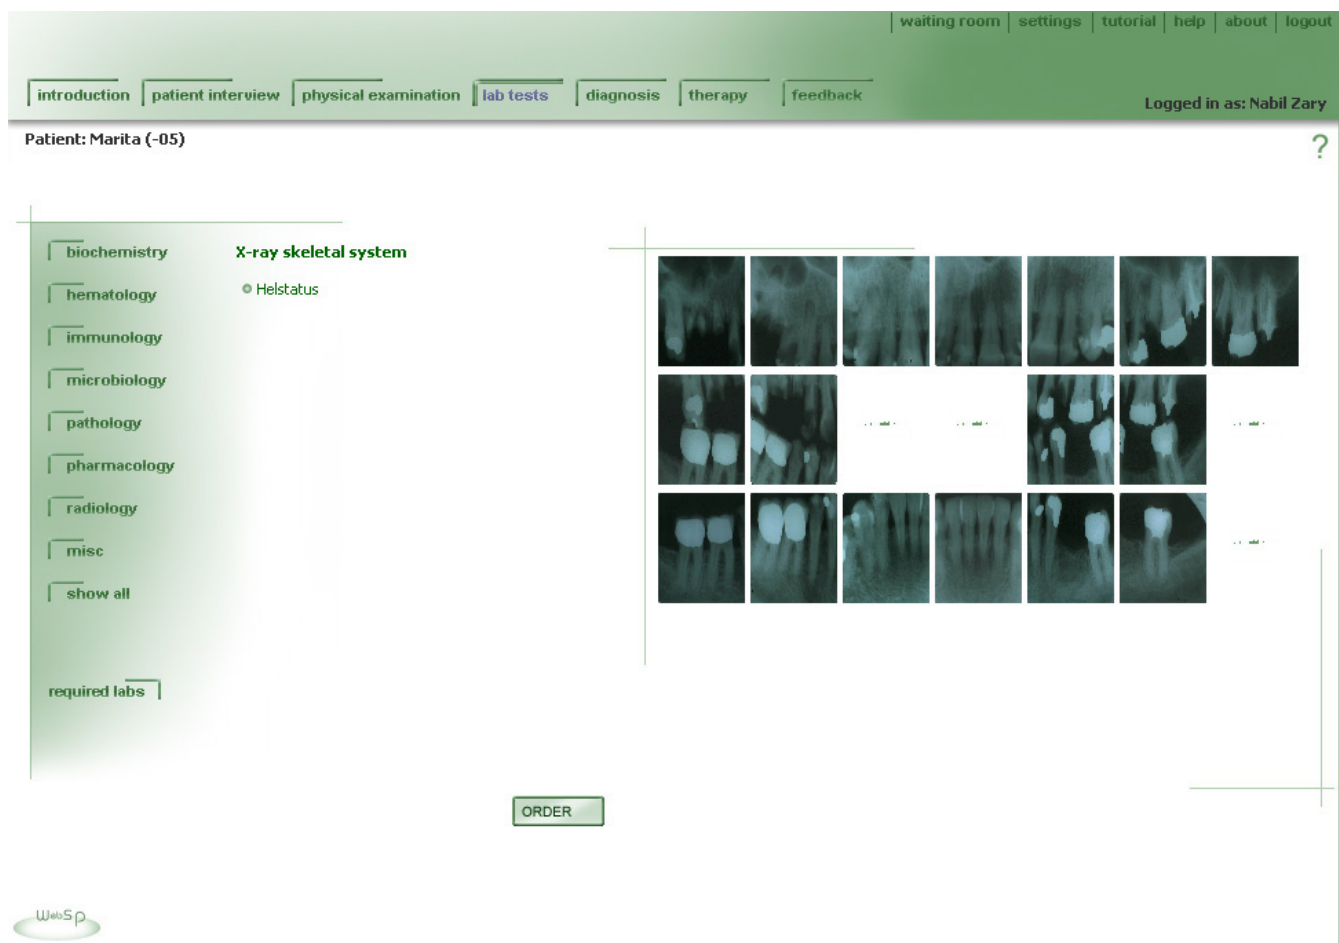 waiting room settings tutorial help about logout
introduction patient interview physical examination lab tests diagnosis therapy feedback
Logged in as: Nabil Zary
Patient: Marita (-05)
?
biochemistry
hematology
immunology
microbiology
pathology
pharmacology
radiology
misc
show all
required labs
X-ray skeletal system
Helstatus
ORDER
WebSp